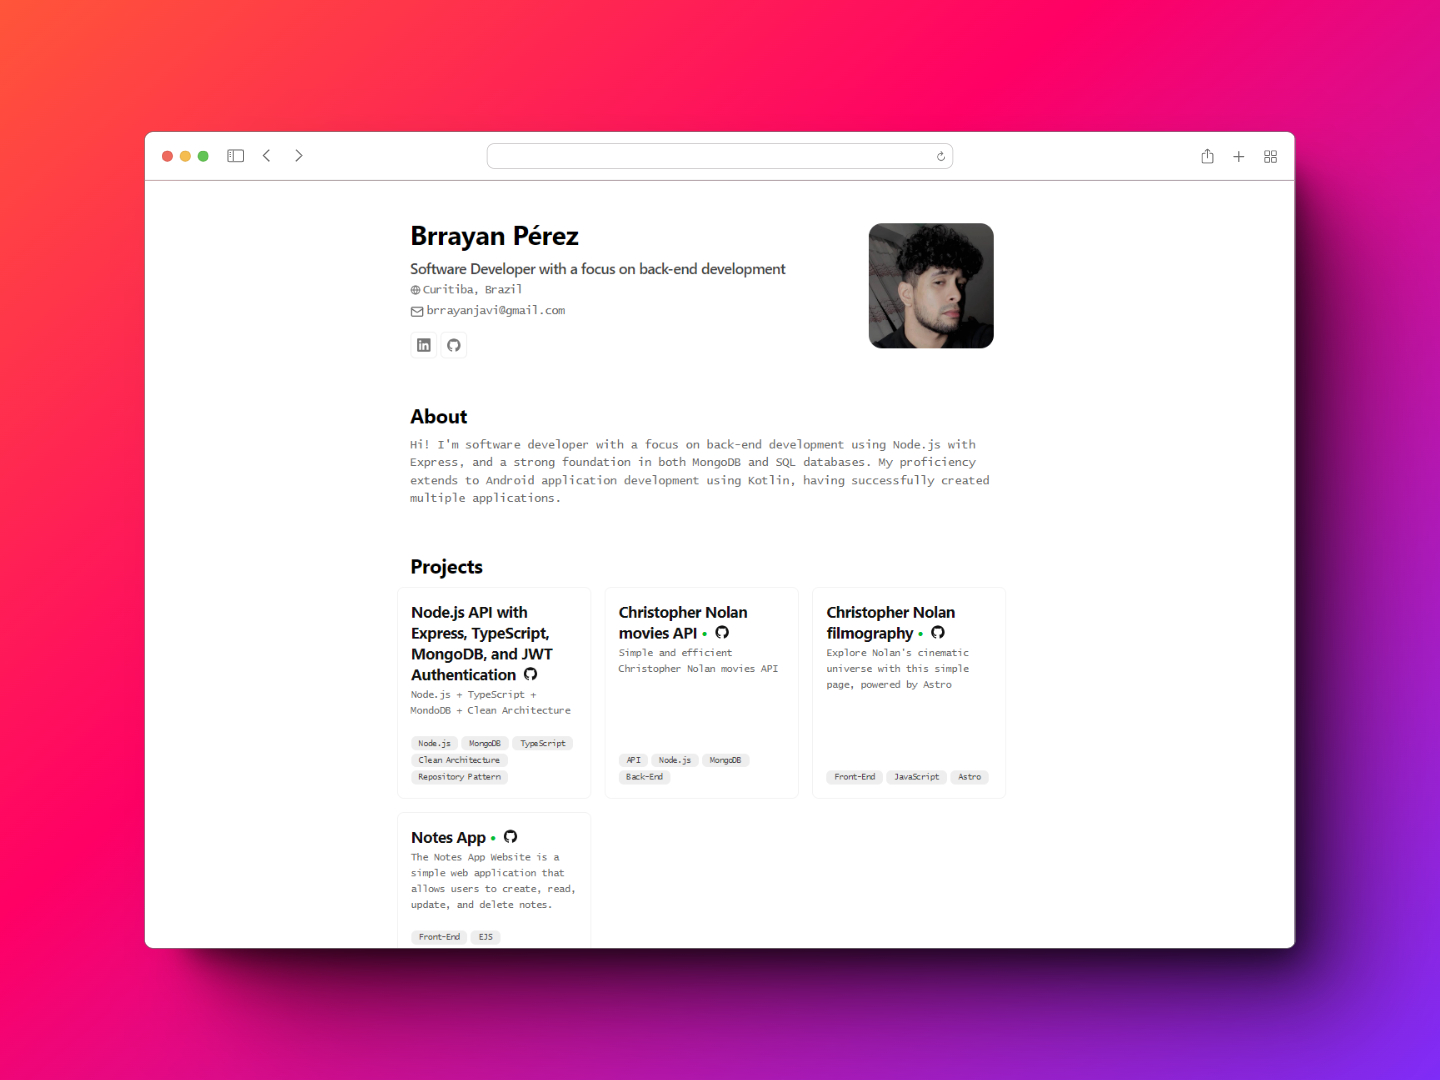 Brrayan Pérez
Software Developer with a focus on back-end development
Curitiba, Brazil
brrayanjavi@gmail.com
About
Hi! I'm software developer with a focus on back-end development using Node.js with
Express, and a strong foundation in both MongoDB and SQL databases. My proficiency
extends to Android application development using Kotlin, having successfully created
multiple applications.
Projects
Node.js API with
Express, TypeScript,
MongoDB, and JWT
Authentication
Node.js + TypeScript +
MondoDB + Clean Architecture
Node.js MongoDB TypeScript
Clean Architecture
Repository Pattern
Christopher Nolan
movies API •
Simple and efficient
Christopher Nolan movies API
API Node.js MongoDB
Back-End
Christopher Nolan
filmography •
Explore Nolan's cinematic
universe with this simple
page, powered by Astro
Front-End JavaScript Astro
Notes App •
The Notes App Website is a
simple web application that
allows users to create, read,
update, and delete notes.
Front-End EJS